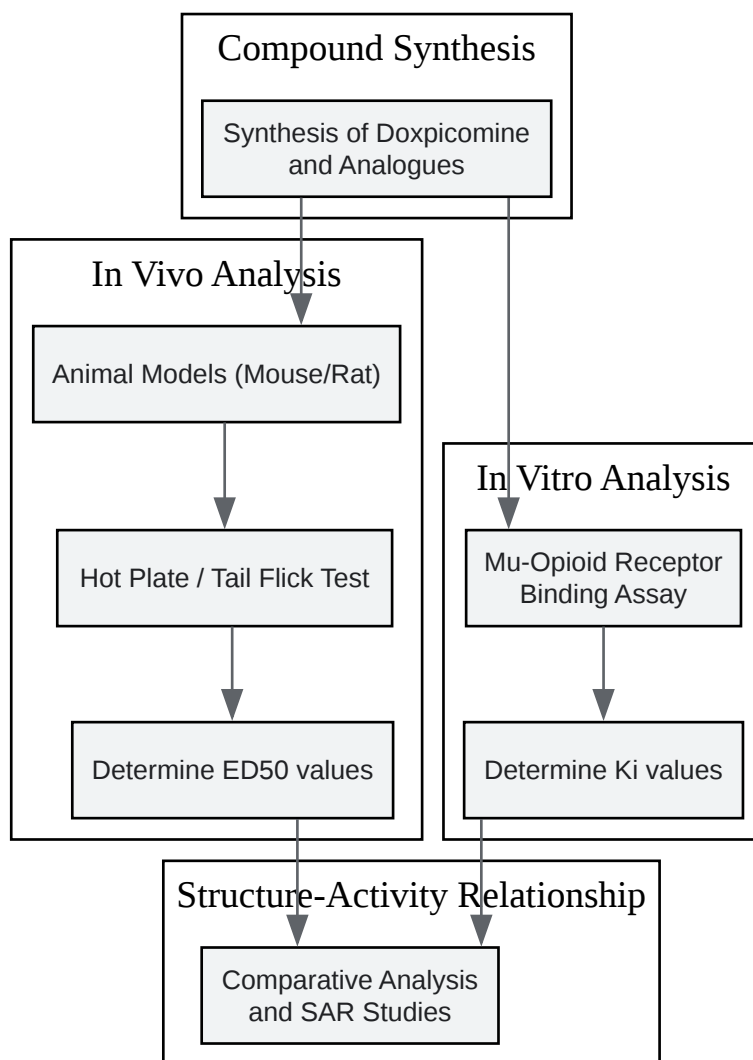 Compound Synthesis
Synthesis of Doxpicomine
and Analogues
In Vivo Analysis
Animal Models (Mouse/Rat)
Hot Plate / Tail Flick Test
Determine ED50 values
In Vitro Analysis
Mu-Opioid Receptor
Binding Assay
Determine Ki values
Structure-Activity Relationship
Comparative Analysis
and SAR Studies